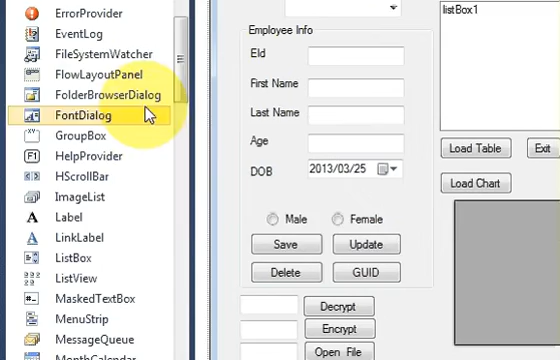 ErrorProvider
EventLog
FileSystemWatcher
FlowLayoutPanel
FolderBrowserDialog
FontDialog
GroupBox
HelpProvider
HScrollBar
ImageList
A Label
A LinkLabel
ListBox
ListView
MaskedTextBox
MenuStrip
MessageQueue
MonthCalendar
Employee Info
EId
First Name
Last Name
Age
DOB 2013/03/25
Male Female
Save Update
Delete GUID
Decrypt
Encrypt
Open File
listBox1
Load Table Exit
Load Chart